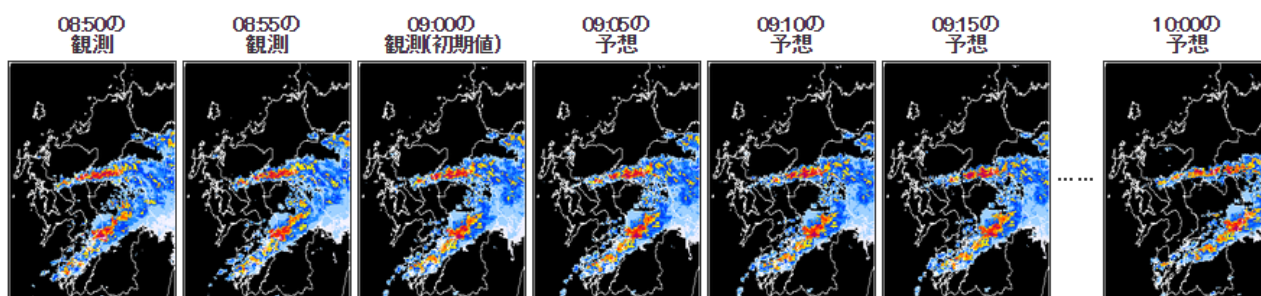 08:50の
観測
08:55の
観測
09:00の
観測(初期値)
09:05の
予想
09:10の
予想
09:15の
予想
……
10:00の
予想